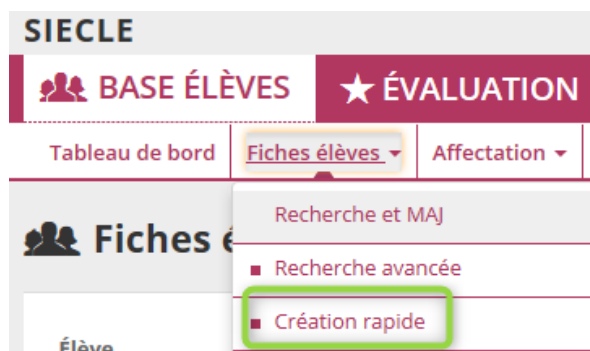 SIECLE
BASE ÉLÈVES ÉVALUATION
Tableau de bord Fiches élèves Affectation
Recherche et MAJ
Fiches é
Recherche avancée
Création rapide
Élève